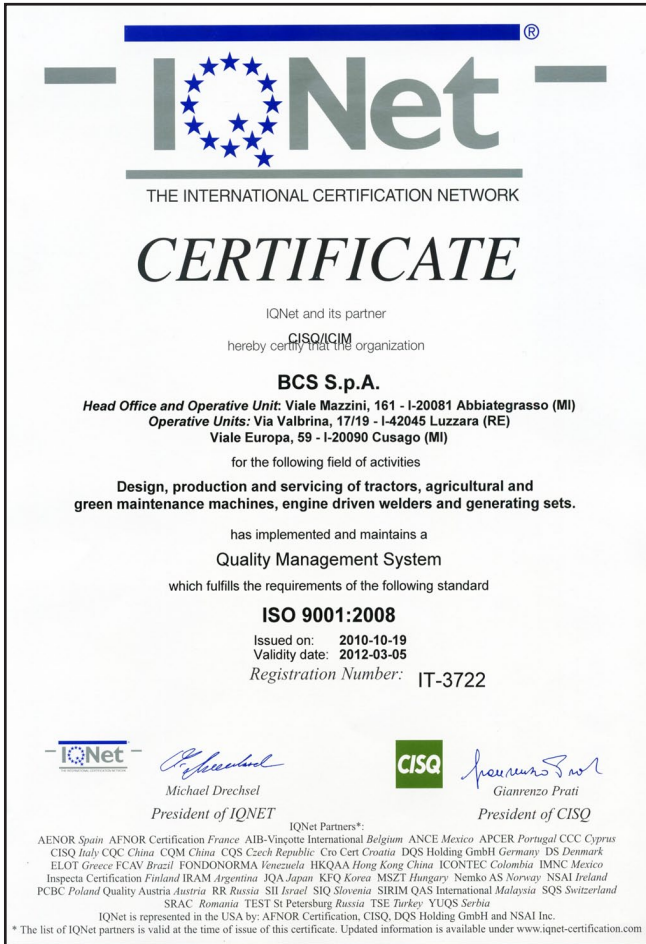 IQNet ®
THE INTERNATIONAL CERTIFICATION NETWORK
CERTIFICATE
IQNet and its partner
CISQ/ICIM
hereby certify that the organization
BCS S.p.A.
Head Office and Operative Unit: Viale Mazzini, 161 - I-20081 Abbiategrasso (MI)
Operative Units: Via Valbrina, 17/19 - I-42045 Luzzara (RE)
Viale Europa, 59 - I-20090 Cusago (MI)
for the following field of activities
Design, production and servicing of tractors, agricultural and
green maintenance machines, engine driven welders and generating sets.
has implemented and maintains a
Quality Management System
which fulfills the requirements of the following standard
ISO 9001:2008
Issued on: 2010-10-19
Validity date: 2012-03-05
Registration Number: IT-3722
IQNet
CISQ
Michael Drechsel
Gianrenzo Prati
President of IQNET
President of CISQ
IQNet Partners*:
AENOR Spain AFNOR Certification France AIB-Vinçotte International Belgium ANCE Mexico APCER Portugal CCC Cyprus
CISQ Italy CQC China CQM China CQS Czech Republic Cro Cert Croatia DQS Holding GmbH Germany DS Denmark
ELOT Greece FCAV Brazil FONDONORMA Venezuela HKQAA Hong Kong China ICONTEC Colombia IMNC Mexico
Inspecta Certification Finland IRAM Argentina JQA Japan KFQ Korea MSZT Hungary Nemko AS Norway NSAI Ireland
PCBC Poland Quality Austria Austria RR Russia SII Israel SIQ Slovenia SIRIM QAS International Malaysia SQS Switzerland
SRAC Romania TEST St Petersburg Russia TSE Turkey YUQS Serbia
IQNet is represented in the USA by: AFNOR Certification, CISQ, DQS Holding GmbH and NSAI Inc.
* The list of IQNet partners is valid at the time of issue of this certificate. Updated information is available under www.iqnet-certification.com